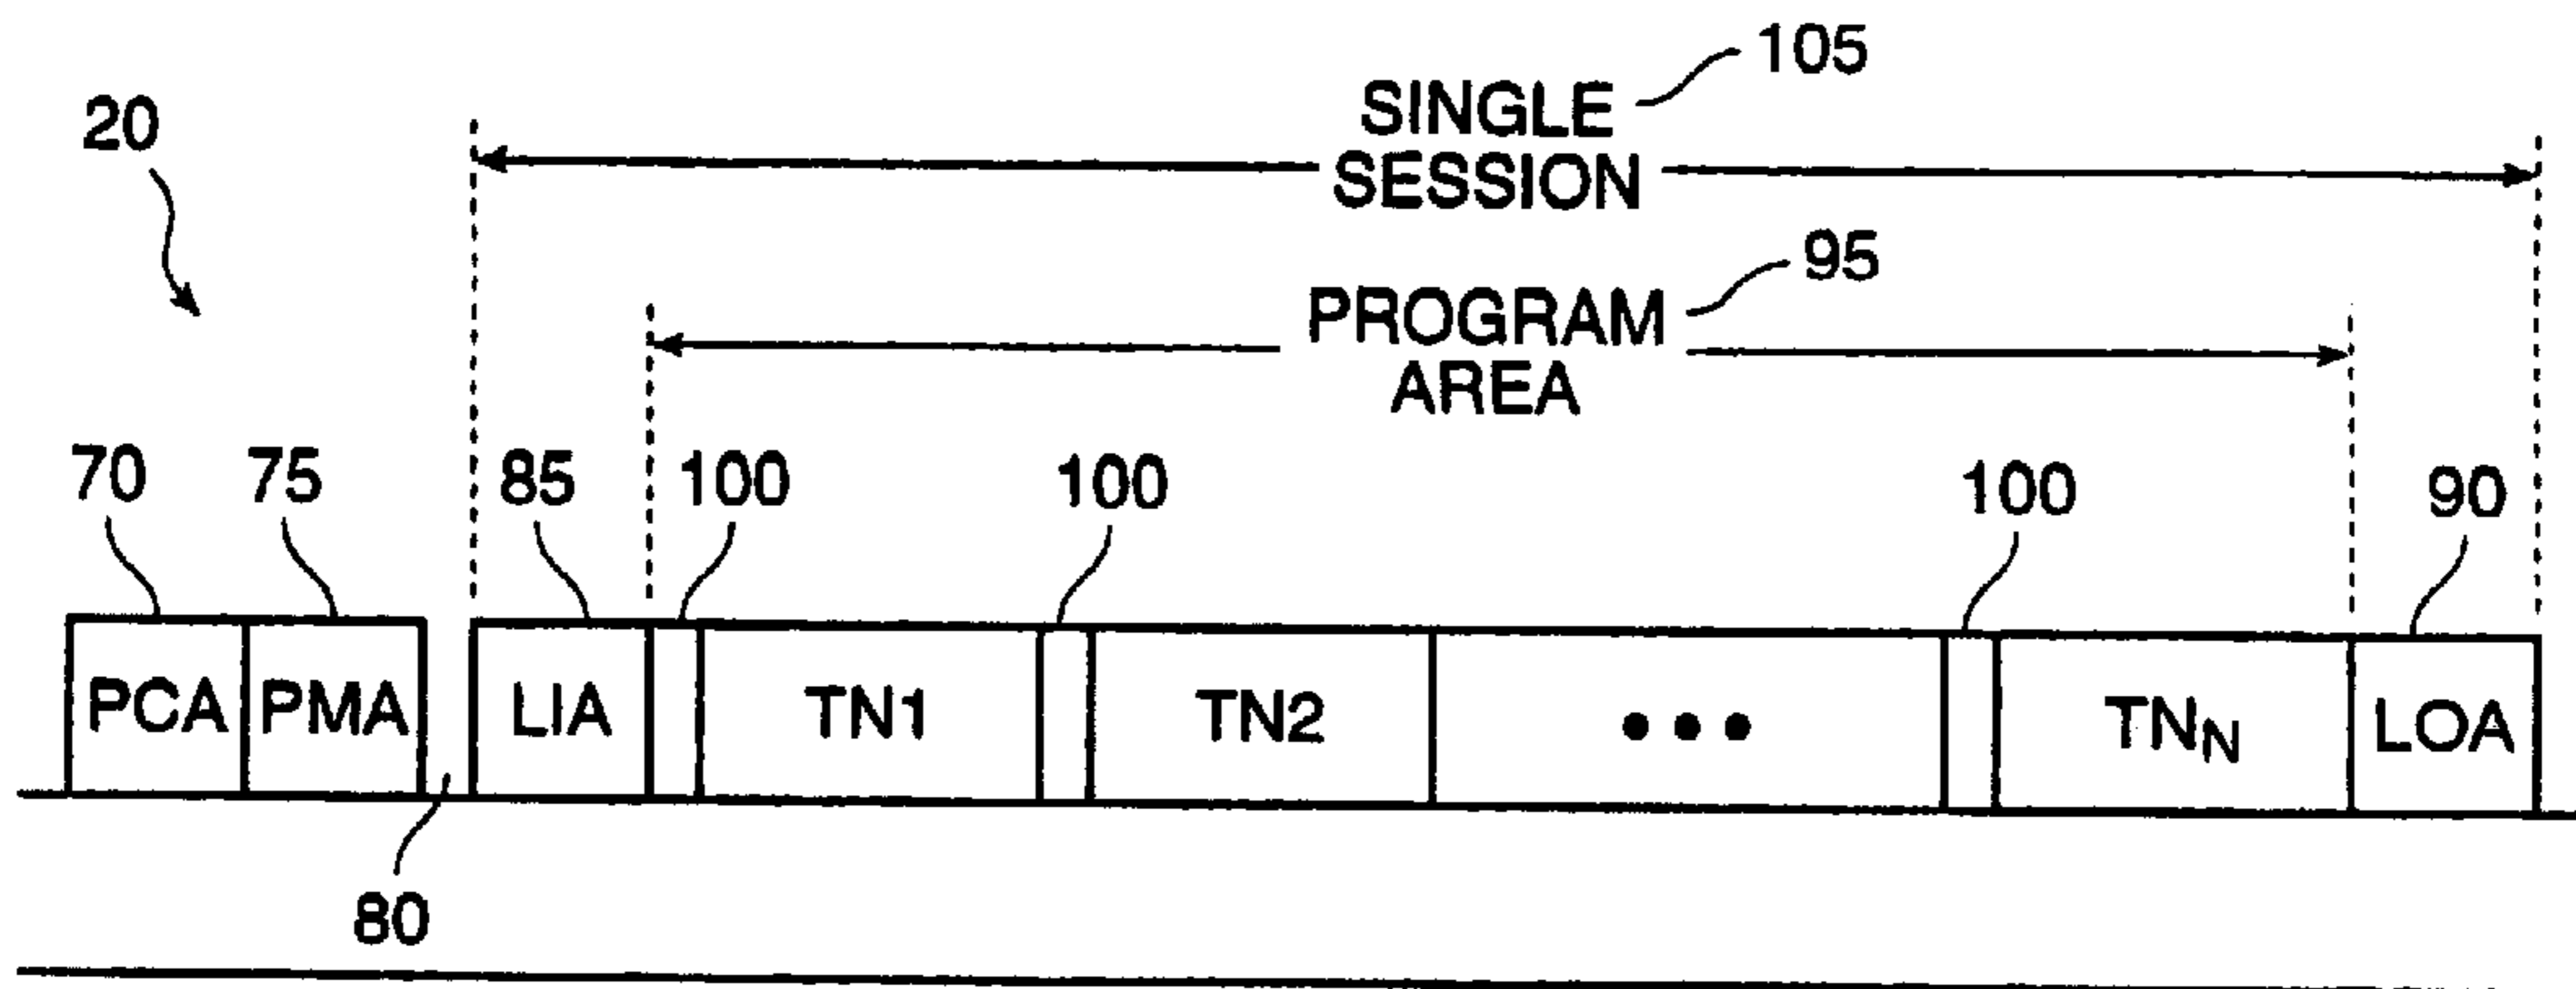 105
20
SINGLE
SESSION
95
PROGRAM
AREA
70 75 85 100 100 100 90
PCA PMA LIA TN1 TN2 ••• TNN LOA
80